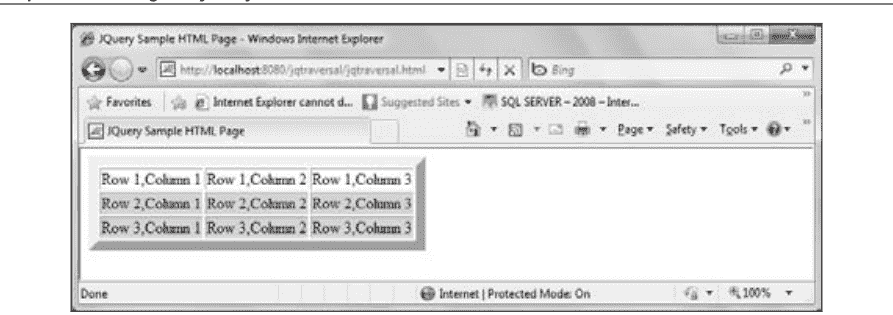 JQuery Sample HTML Page - Windows Internet Explorer
http://localhost:8080/jqtraversal/jqtraversal.html Bing
Favorites Internet Explorer cannot d... Suggested Sites SQL SERVER – 2008 – Inter...
JQuery Sample HTML Page Page Safety Tools
Row 1,Column 1 Row 1,Column 2 Row 1,Column 3
Row 2,Column 1 Row 2,Column 2 Row 2,Column 3
Row 3,Column 1 Row 3,Column 2 Row 3,Column 3
Done Internet | Protected Mode: On 100%